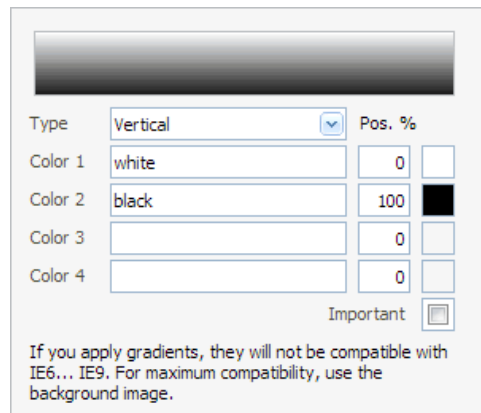 Type Vertical Pos. %
Color 1 white 0
Color 2 black 100
Color 3 0
Color 4 0
Important
If you apply gradients, they will not be compatible with
IE6... IE9. For maximum compatibility, use the
background image.